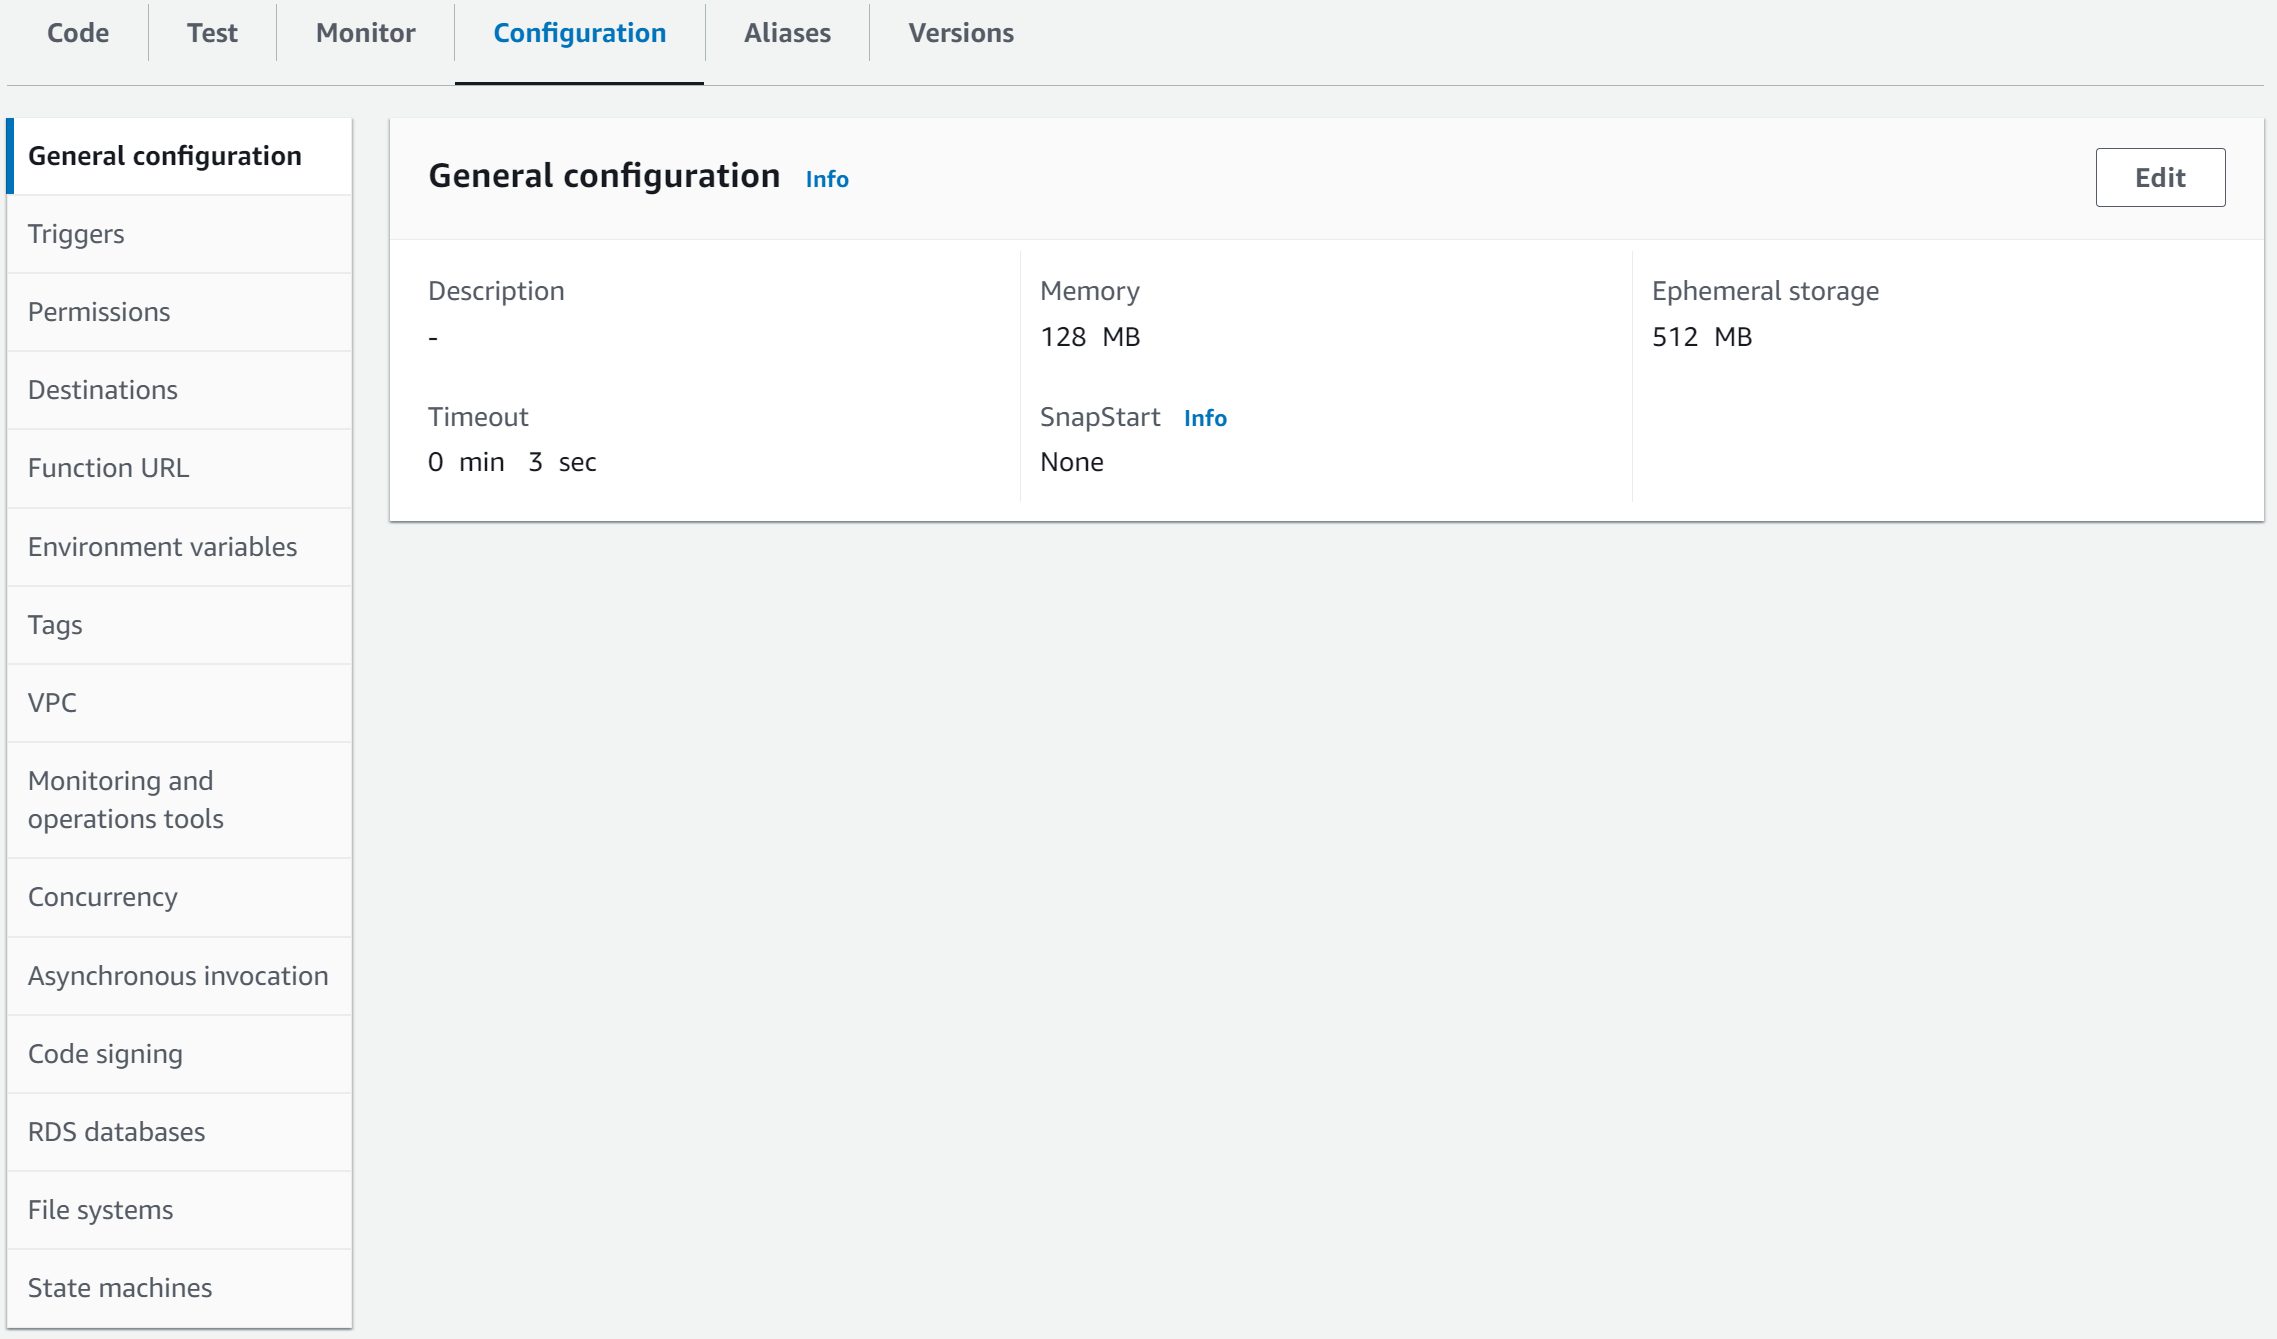 Code Test Monitor Configuration Aliases Versions
General configuration
Triggers
Permissions
Destinations
Function URL
Environment variables
Tags
VPC
Monitoring and
operations tools
Concurrency
Asynchronous invocation
Code signing
RDS databases
File systems
State machines
General configuration Info
Edit
Description
-
Memory
128 MB
Ephemeral storage
512 MB
Timeout
0 min 3 sec
SnapStart Info
None